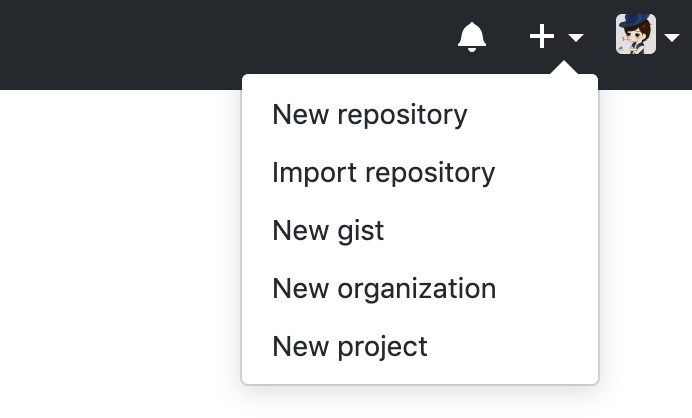 New repository
Import repository
New gist
New organization
New project